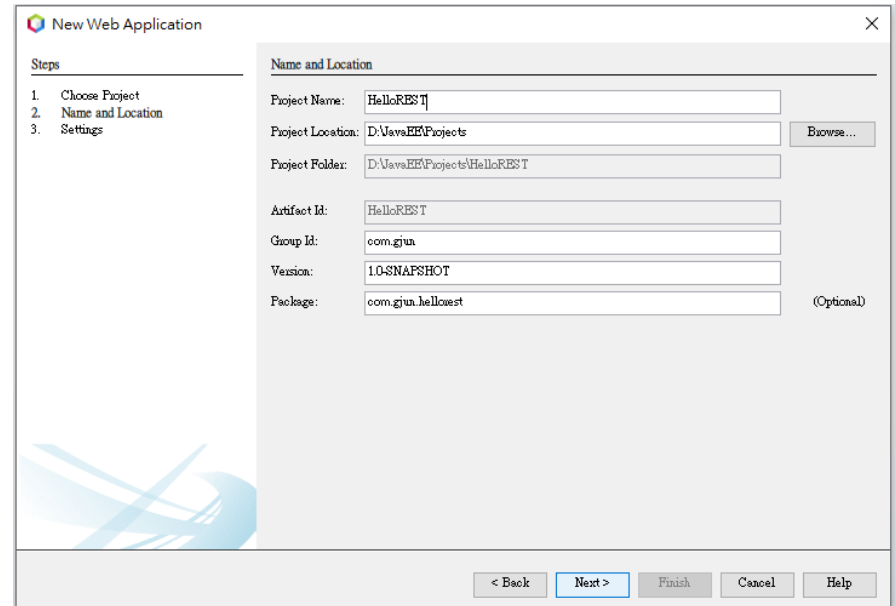 New Web Application
Steps
1. Choose Project
2. Name and Location
3. Settings
Name and Location
Project Name: HelloREST
Project Location: D:\JavaEE\Projects Browse...
Project Folder: D:\JavaEE\Projects\HelloREST
Artifact Id: HelloREST
Group Id: com.gjun
Version: 1.0-SNAPSHOT
Package: com.gjun.hellorest (Optional)
< Back Next > Finish Cancel Help